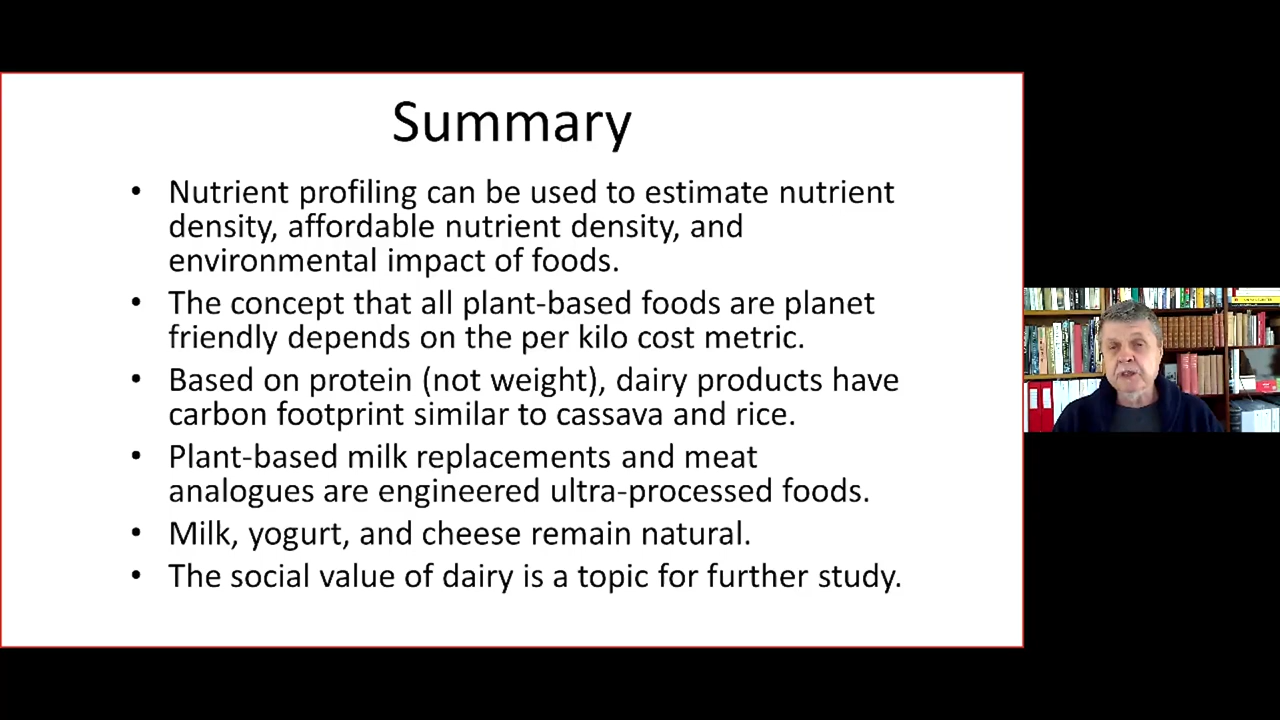 Summary
• Nutrient profiling can be used to estimate nutrient
density, affordable nutrient density, and
environmental impact of foods.
• The concept that all plant-based foods are planet
friendly depends on the per kilo cost metric.
• Based on protein (not weight), dairy products have
carbon footprint similar to cassava and rice.
• Plant-based milk replacements and meat
analogues are engineered ultra-processed foods.
• Milk, yogurt, and cheese remain natural.
• The social value of dairy is a topic for further study.